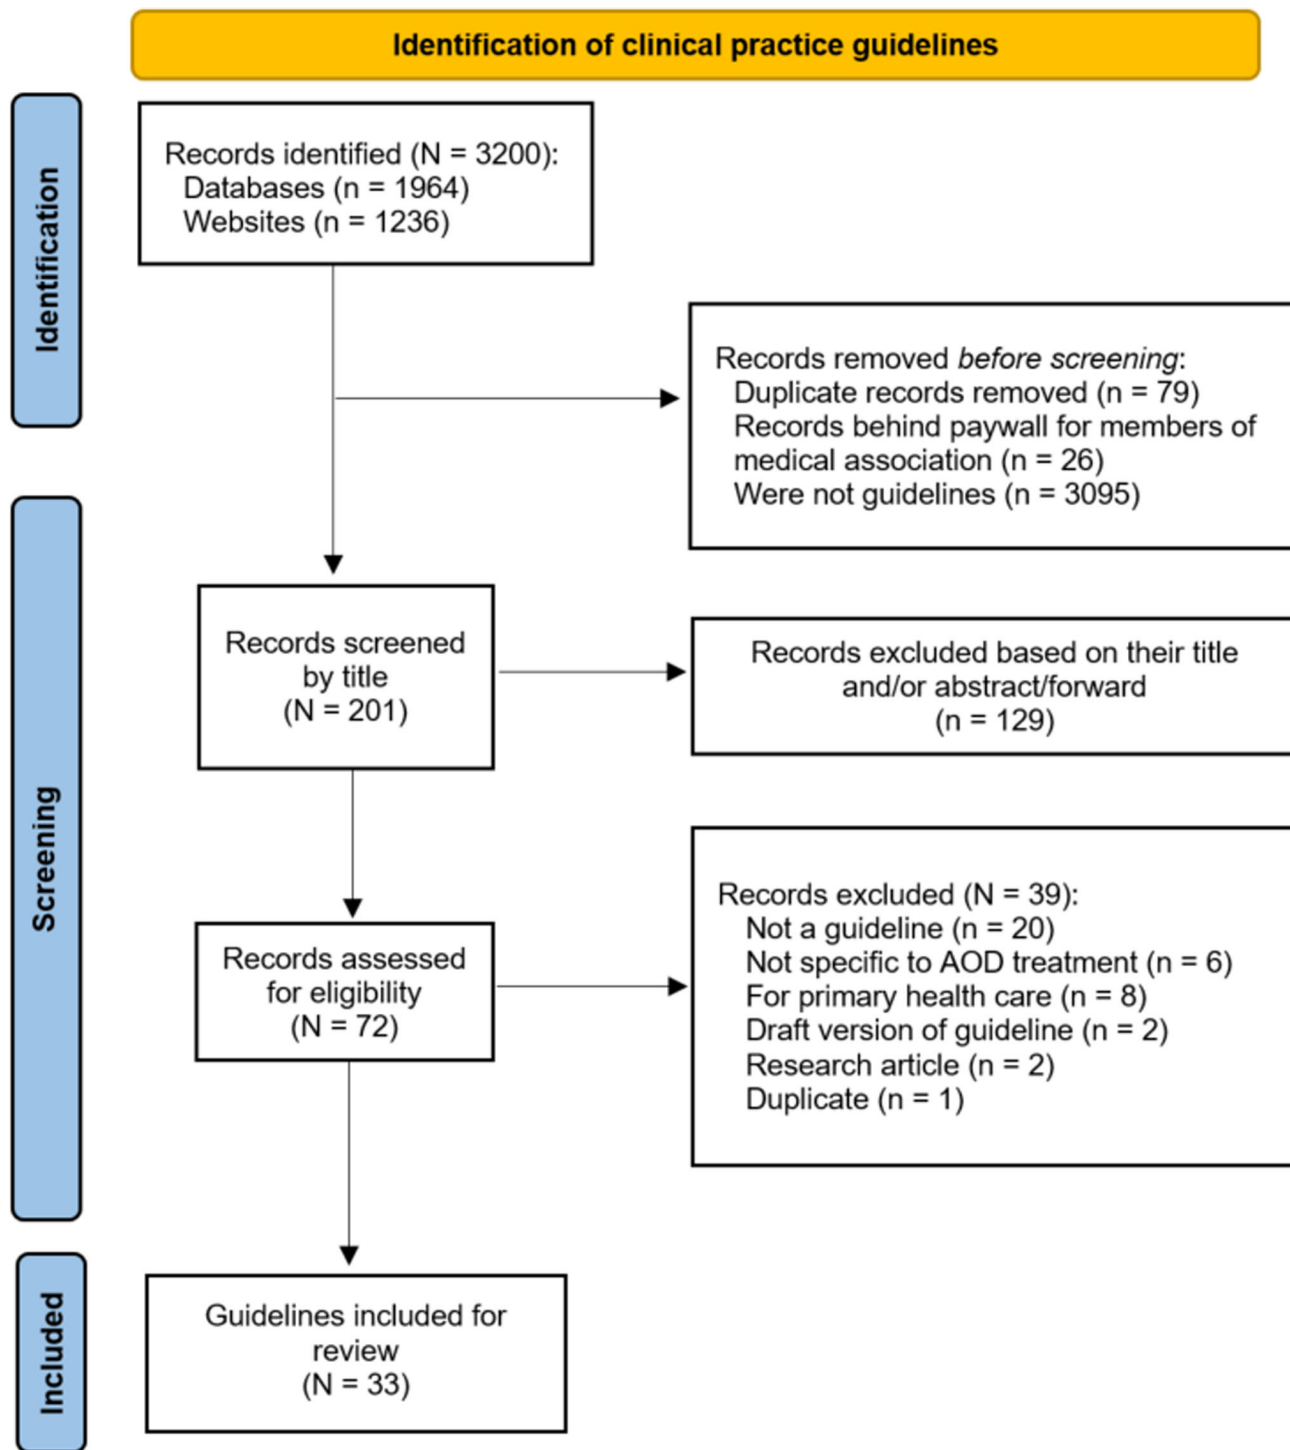 Identification of clinical practice guidelines
Identification
Records identified (N = 3200):
Databases (n = 1964)
Websites (n = 1236)
Records removed before screening:
Duplicate records removed (n = 79)
Records behind paywall for members of
medical association (n = 26)
Were not guidelines (n = 3095)
Screening
Records screened
by title
(N = 201)
Records excluded based on their title
and/or abstract/forward
(n = 129)
Records assessed
for eligibility
(N = 72)
Records excluded (N = 39):
Not a guideline (n = 20)
Not specific to AOD treatment (n = 6)
For primary health care (n = 8)
Draft version of guideline (n = 2)
Research article (n = 2)
Duplicate (n = 1)
Included
Guidelines included for
review
(N = 33)